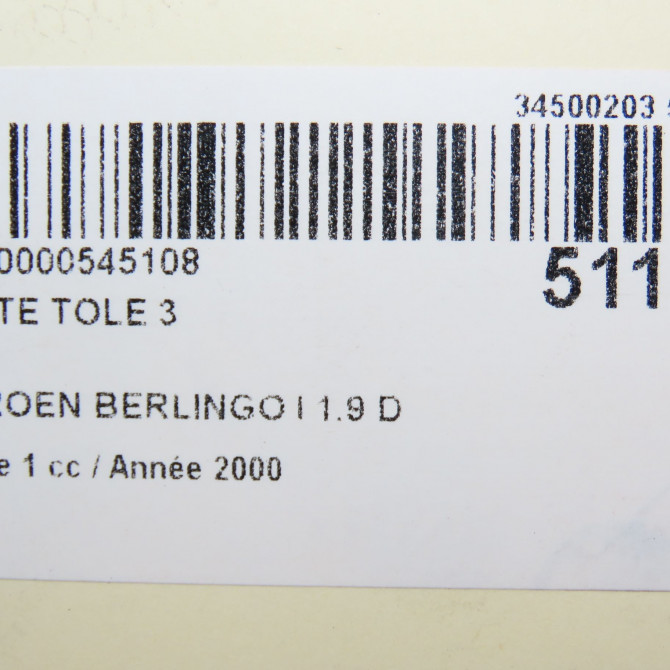 34500203
0000545108
511
TE TOLE 3
ROEN BERLINGO I 1.9 D
e 1 cc / Année 2000